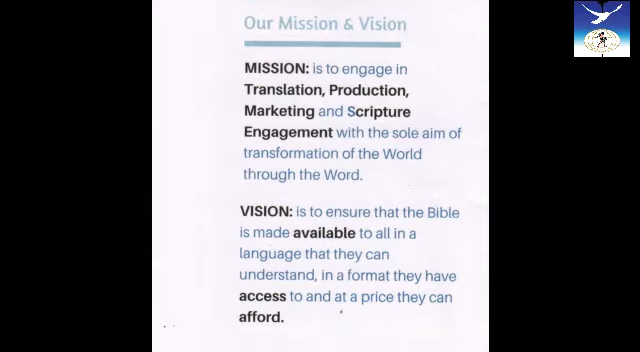 Our Mission & Vision
MISSION: is to engage in
Translation, Production,
Marketing and Scripture
Engagement with the sole aim of
transformation of the World
through the Word.
VISION: is to ensure that the Bible
is made available to all in a
language that they can
understand, in a format they have
access to and at a price they can
afford.